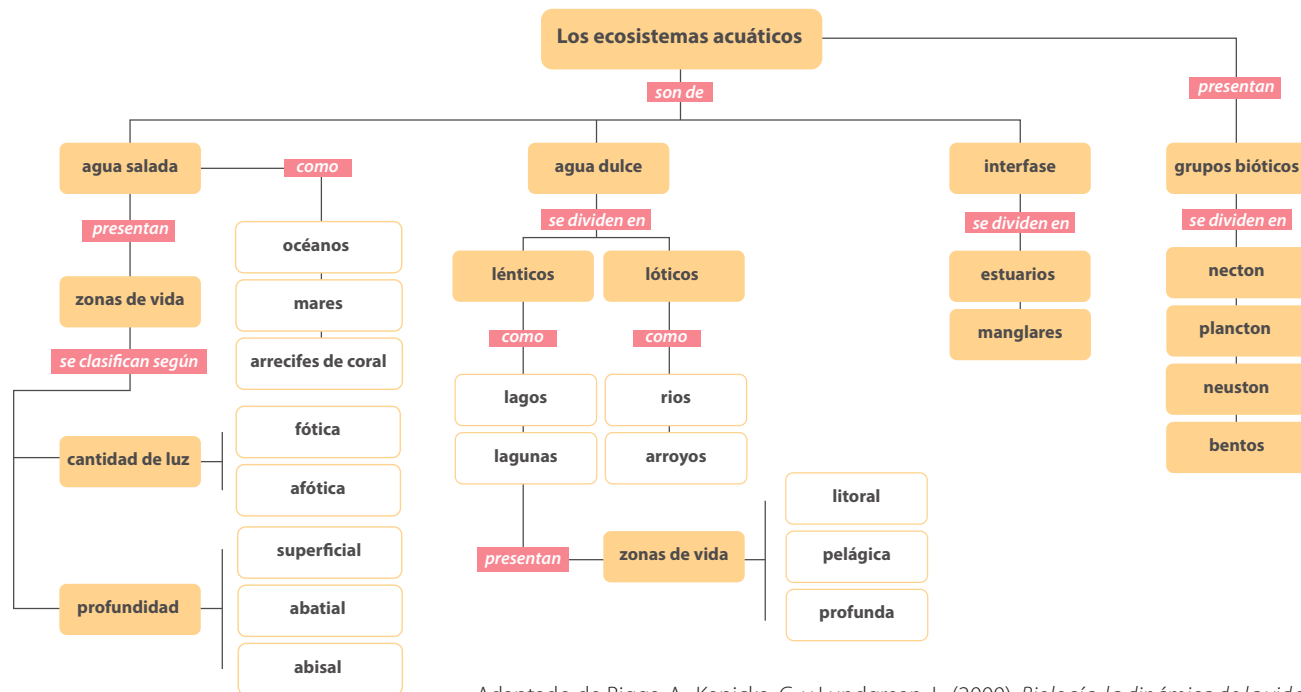 Los ecosistemas acuáticos
son de
presentan
agua salada
como
agua dulce
interfase
grupos bióticos
presentan
se dividen en
se dividen en
se dividen en
océanos
zonas de vida
mares
lénticos
lóticos
estuarios
necton
manglares
plancton
se clasifican según
arrecifes de coral
como
como
neuston
lagos
rios
bentos
cantidad de luz
fótica
lagunas
arroyos
afótica
litoral
superficial
presentan
zonas de vida
pelágica
profundidad
abatial
profunda
abisal